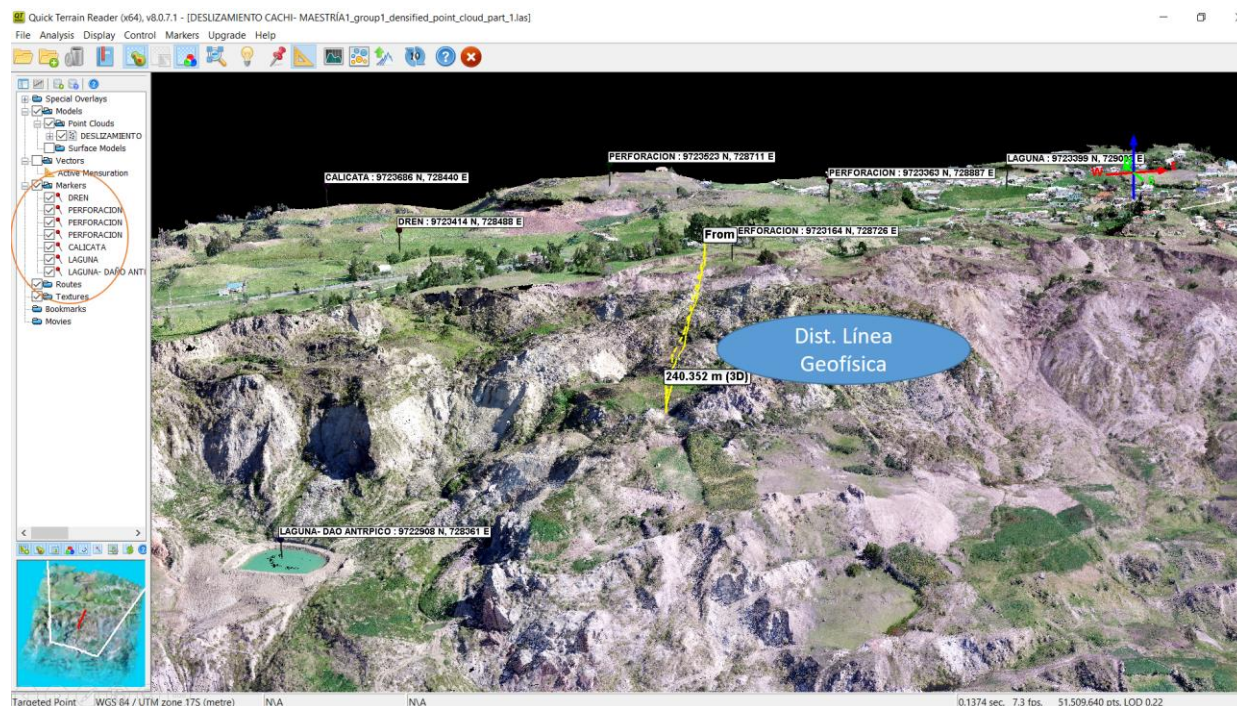 Quick Terrain Reader (x64), v8.0.7.1 - [DESLIZAMIENTO CACHI- MAESTRÍA1_group1_densified_point_cloud_part_1.las]
File Analysis Display Control Markers Upgrade Help
Special Overlays
Models
Point Clouds
DESLIZAMIENTO
Surface Models
Vectors
Active Mensuration
Markers
DREN
PERFORACION
PERFORACION
PERFORACION
CALICATA
LAGUNA
LAGUNA- DAÑO ANTI
Routes
Textures
Bookmarks
Movies
PERFORACION : 9723523 N, 728711 E
LAGUNA : 9723399 N,
CALICATA : 9723686 N, 728440 E
PERFORACION : 9723363 N, 728887 E
W
DREN : 9723414 N, 728488 E
From
ERFORACION : 9723164 N, 728726 E
Dist. Línea
Geofísica
240.352 m (3D)
LAGUNA- DAO ANTRPICO : 9722908 N, 728361 E
Targeted Point WGS 84 / UTM zone 17S (metre) N\A N\A 0.1374 sec, 7.3 fps, 51,509,640 pts, LOD 0.22